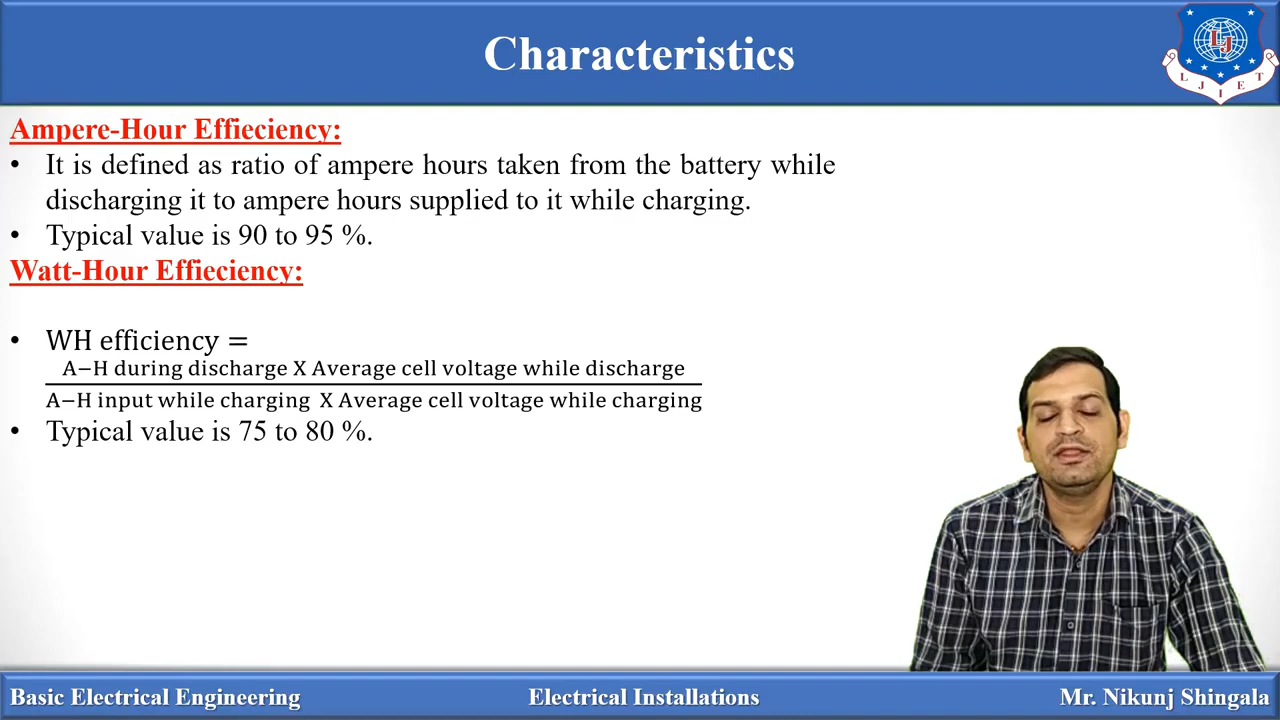 Characteristics
LJ
L J I E T
Ampere-Hour Effieciency:
• It is defined as ratio of ampere hours taken from the battery while
discharging it to ampere hours supplied to it while charging.
• Typical value is 90 to 95 %.
Watt-Hour Effieciency:
• WH efficiency =
A−H during discharge X Average cell voltage while discharge
A−H input while charging X Average cell voltage while charging
• Typical value is 75 to 80 %.
Basic Electrical Engineering
Electrical Installations
Mr. Nikunj Shingala